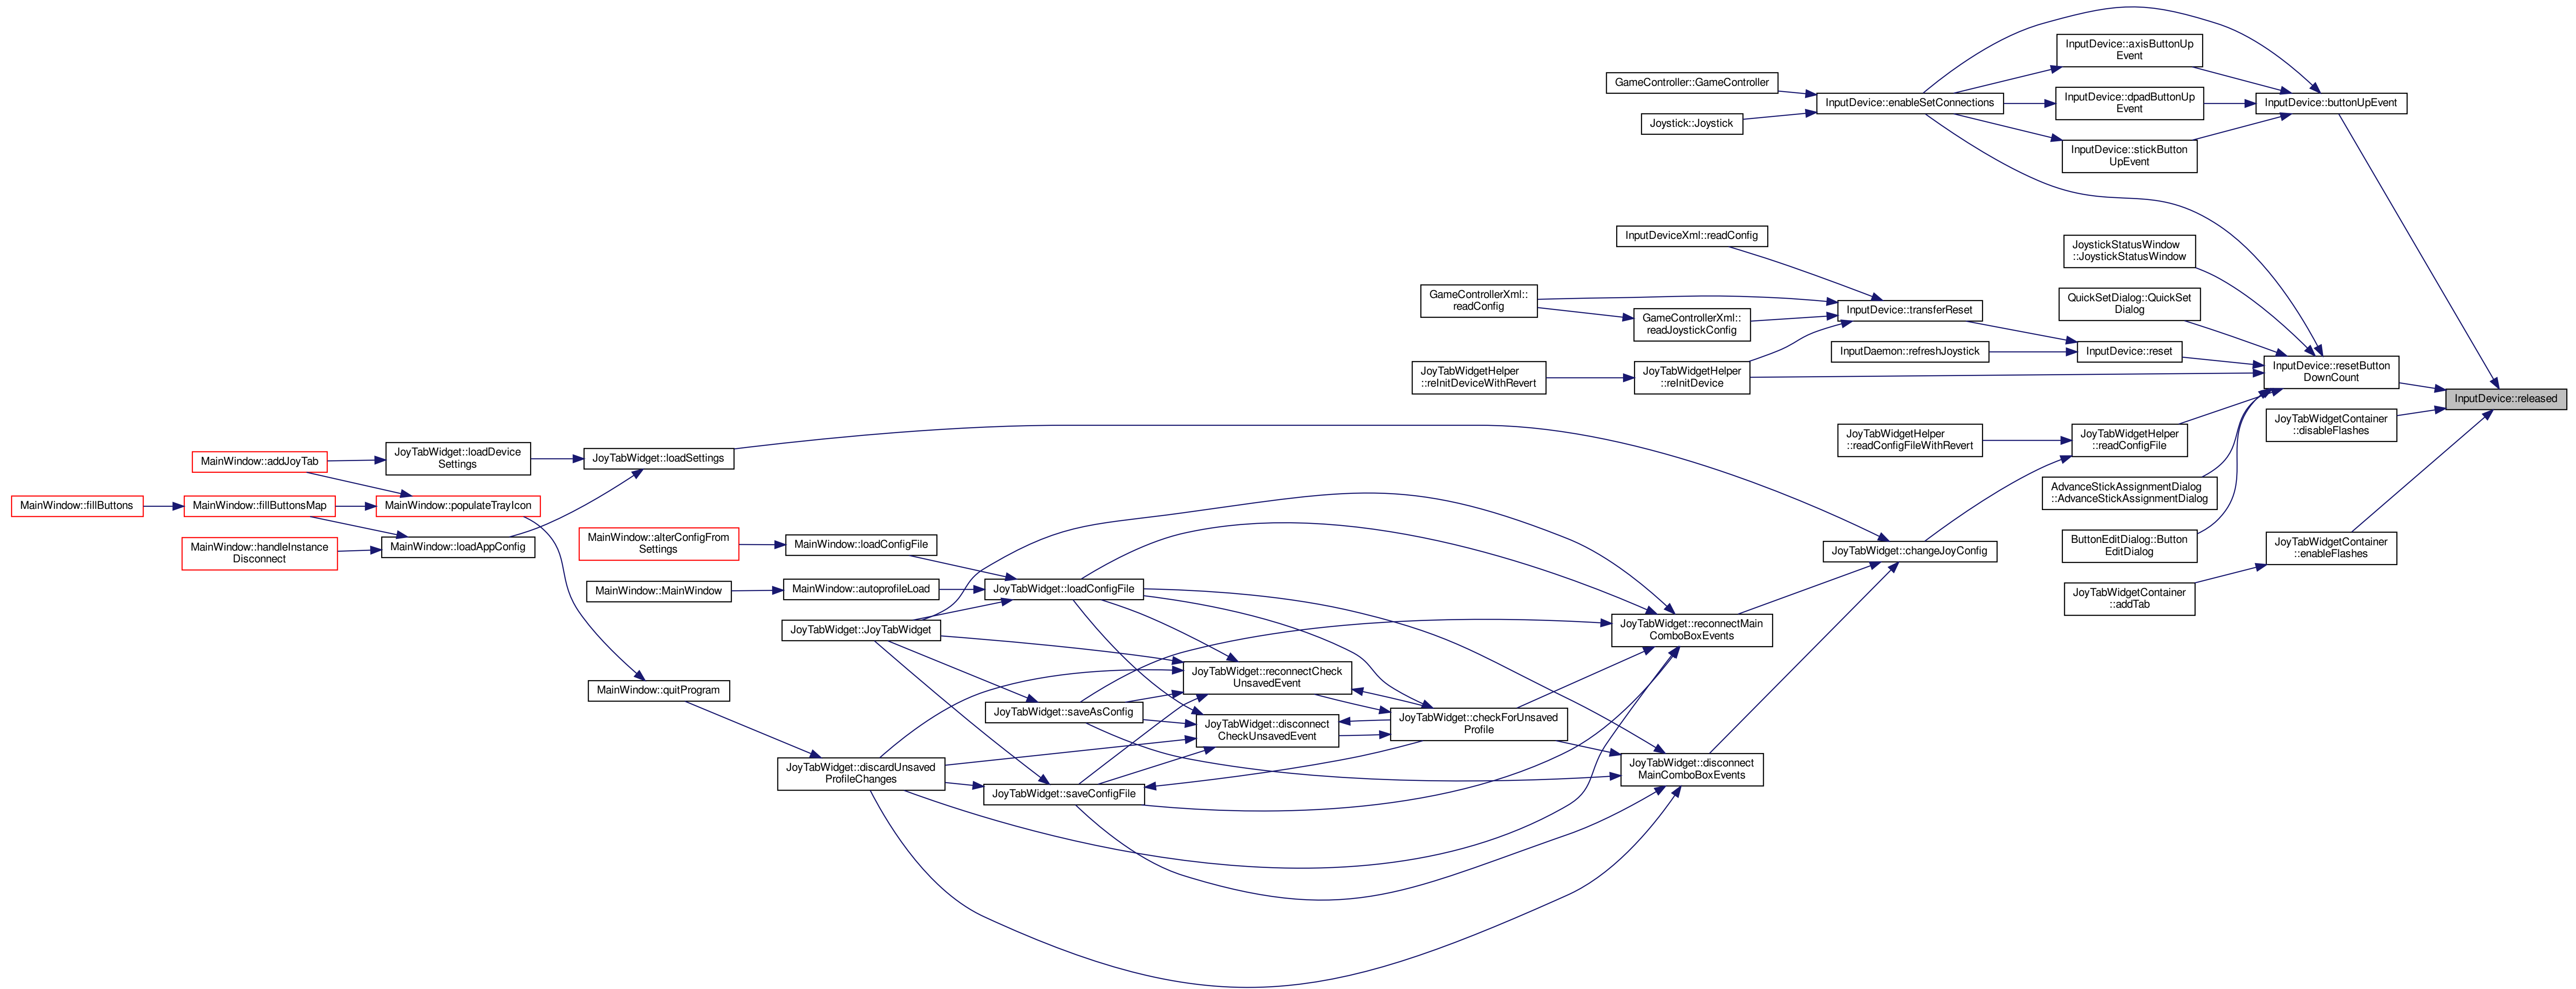 InputDevice::axisButtonUp
Event
GameController::GameController
InputDevice::enableSetConnections
InputDevice::dpadButtonUp
Event
InputDevice::buttonUpEvent
Joystick::Joystick
InputDevice::stickButton
UpEvent
InputDeviceXml::readConfig
JoystickStatusWindow
::JoystickStatusWindow
GameControllerXml::
readConfig
QuickSetDialog::QuickSet
Dialog
InputDevice::transferReset
GameControllerXml::
readJoystickConfig
InputDaemon::refreshJoystick
InputDevice::reset
JoyTabWidgetHelper
::reInitDeviceWithRevert
JoyTabWidgetHelper
::reInitDevice
InputDevice::resetButton
DownCount
InputDevice::released
JoyTabWidgetContainer
::disableFlashes
JoyTabWidgetHelper
::readConfigFileWithRevert
JoyTabWidgetHelper
::readConfigFile
MainWindow::addJoyTab
JoyTabWidget::loadDevice
Settings
JoyTabWidget::loadSettings
AdvanceStickAssignmentDialog
::AdvanceStickAssignmentDialog
MainWindow::fillButtons
MainWindow::fillButtonsMap
MainWindow::populateTrayIcon
MainWindow::handleInstance
Disconnect
MainWindow::loadAppConfig
MainWindow::alterConfigFrom
Settings
MainWindow::loadConfigFile
JoyTabWidget::changeJoyConfig
ButtonEditDialog::Button
EditDialog
JoyTabWidgetContainer
::enableFlashes
MainWindow::MainWindow
MainWindow::autoprofileLoad
JoyTabWidget::loadConfigFile
JoyTabWidgetContainer
::addTab
JoyTabWidget::JoyTabWidget
JoyTabWidget::reconnectMain
ComboBoxEvents
MainWindow::quitProgram
JoyTabWidget::reconnectCheck
UnsavedEvent
JoyTabWidget::saveAsConfig
JoyTabWidget::disconnect
CheckUnsavedEvent
JoyTabWidget::checkForUnsaved
Profile
JoyTabWidget::discardUnsaved
ProfileChanges
JoyTabWidget::saveConfigFile
JoyTabWidget::disconnect
MainComboBoxEvents